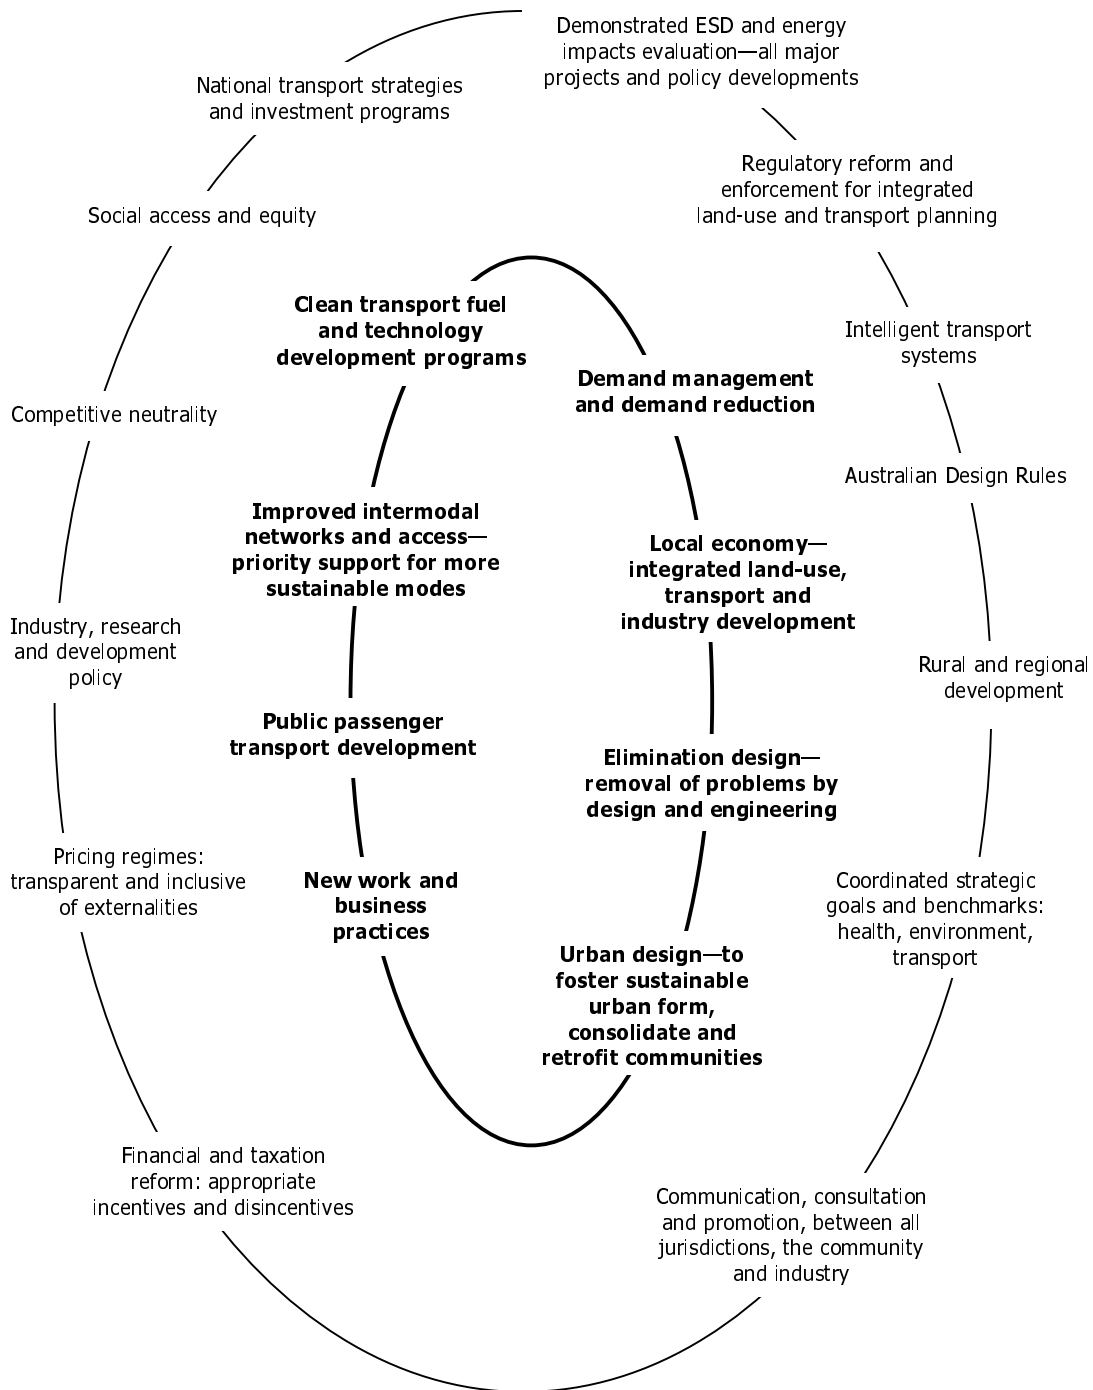 Demonstrated ESD and energy
impacts evaluation—all major
projects and policy developments
National transport strategies
and investment programs
Regulatory reform and
enforcement for integrated
land-use and transport planning
Social access and equity
Clean transport fuel
and technology
development programs
Intelligent transport
systems
Demand management
and demand reduction
Competitive neutrality
Australian Design Rules
Improved intermodal
networks and access—
priority support for more
sustainable modes
Local economy—
integrated land-use,
transport and
industry development
Industry, research
and development
policy
Rural and regional
development
Public passenger
transport development
Elimination design—
removal of problems by
design and engineering
Pricing regimes:
transparent and inclusive
of externalities
New work and
business
practices
Coordinated strategic
goals and benchmarks:
health, environment,
transport
Urban design—to
foster sustainable
urban form,
consolidate and
retrofit communities
Financial and taxation
reform: appropriate
incentives and disincentives
Communication, consultation
and promotion, between all
jurisdictions, the community
and industry